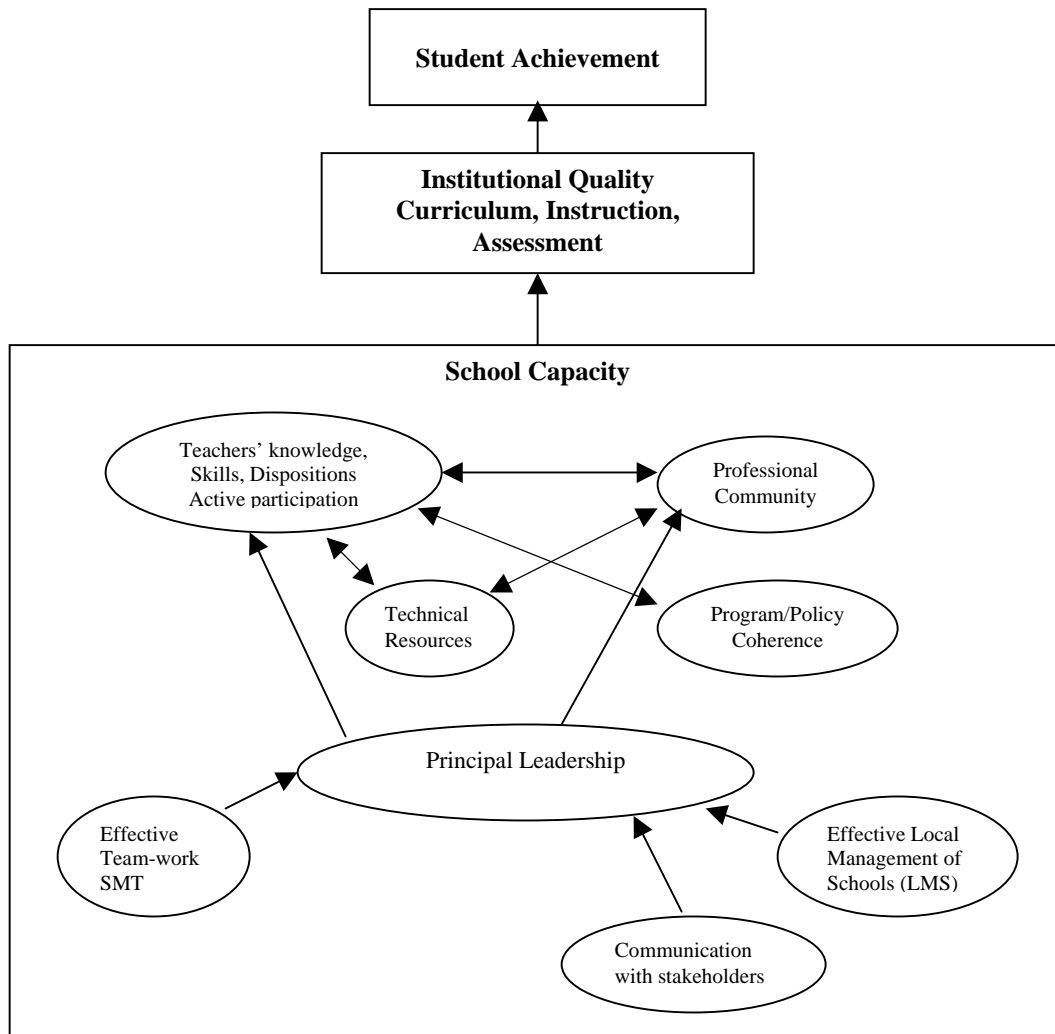 Student Achievement
Institutional Quality
Curriculum, Instruction,
Assessment
School Capacity
Teachers’ knowledge,
Skills, Dispositions
Active participation
Professional
Community
Technical
Resources
Program/Policy
Coherence
Principal Leadership
Effective
Team-work
SMT
Effective Local
Management of
Schools (LMS)
Communication
with stakeholders